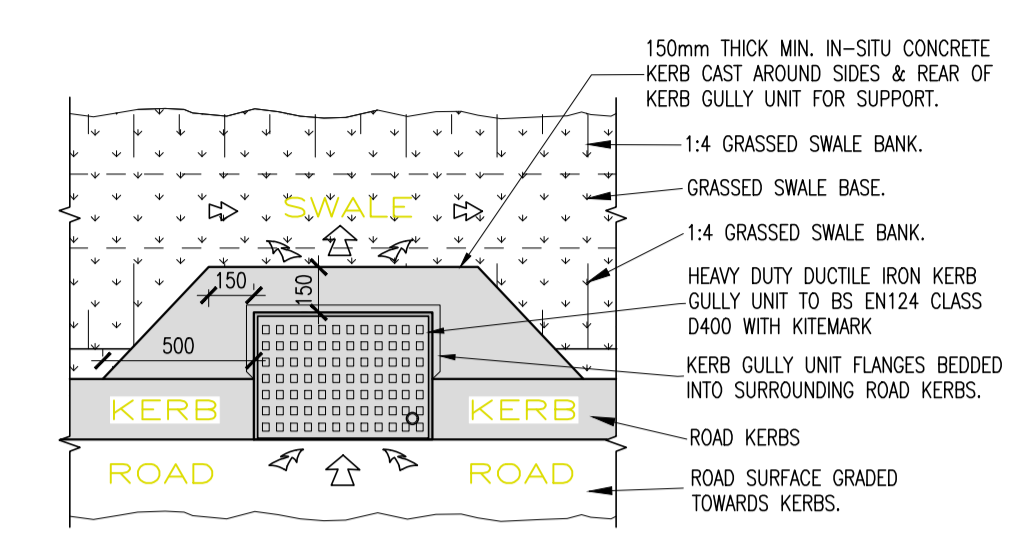 150mm THICK MIN. IN-SITU CONCRETE
KERB CAST AROUND SIDES & REAR OF
KERB GULLY UNIT FOR SUPPORT.
1:4 GRASSED SWALE BANK.
GRASSED SWALE BASE.
SWALE
1:4 GRASSED SWALE BANK.
150
150
HEAVY DUTY DUCTILE IRON KERB
GULLY UNIT TO BS EN124 CLASS
D400 WITH KITEMARK
500
KERB GULLY UNIT FLANGES BEDDED
INTO SURROUNDING ROAD KERBS.
KERB
KERB
ROAD KERBS
ROAD
ROAD
ROAD SURFACE GRADED
TOWARDS KERBS.